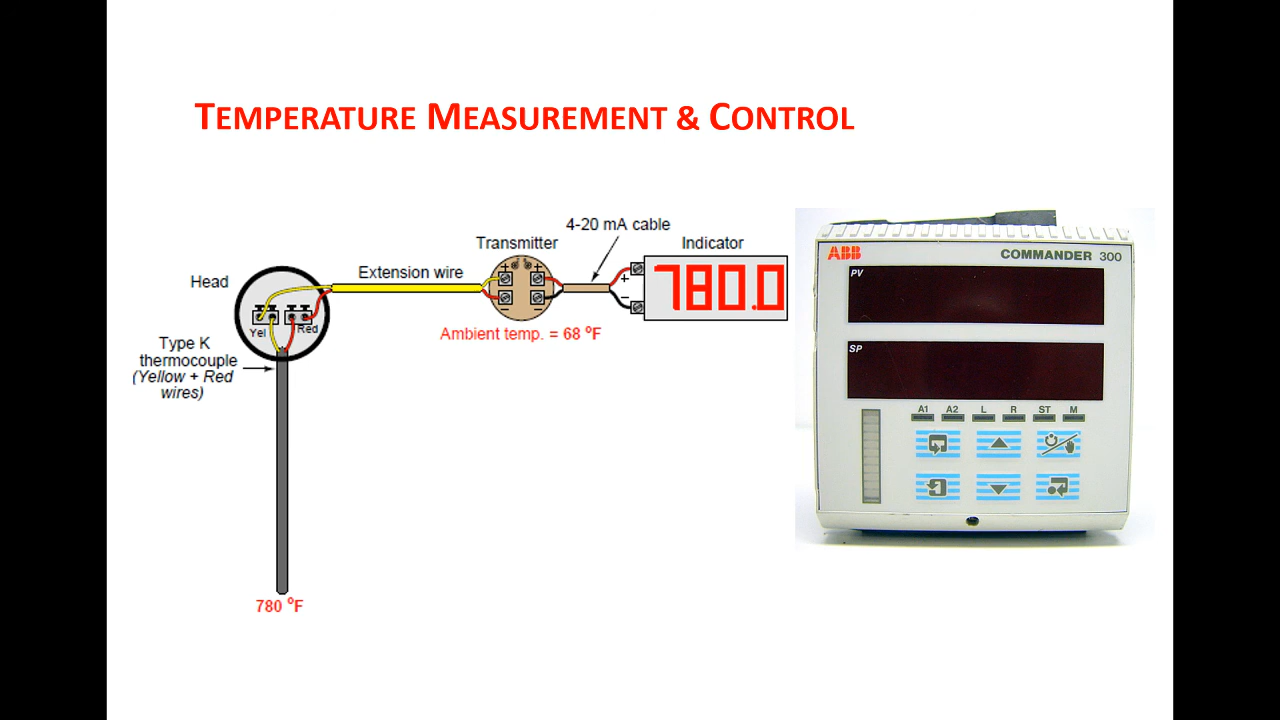 TEMPERATURE MEASUREMENT & CONTROL
4-20 mA cable
Transmitter
Indicator
Extension wire
Head
+
+
–
–
+
–
780.0
Ambient temp. = 68 °F
Yel
Red
Type K
thermocouple
(Yellow + Red
wires)
780 °F
ABB
COMMANDER 300
PV
SP
A1 A2 L R ST M